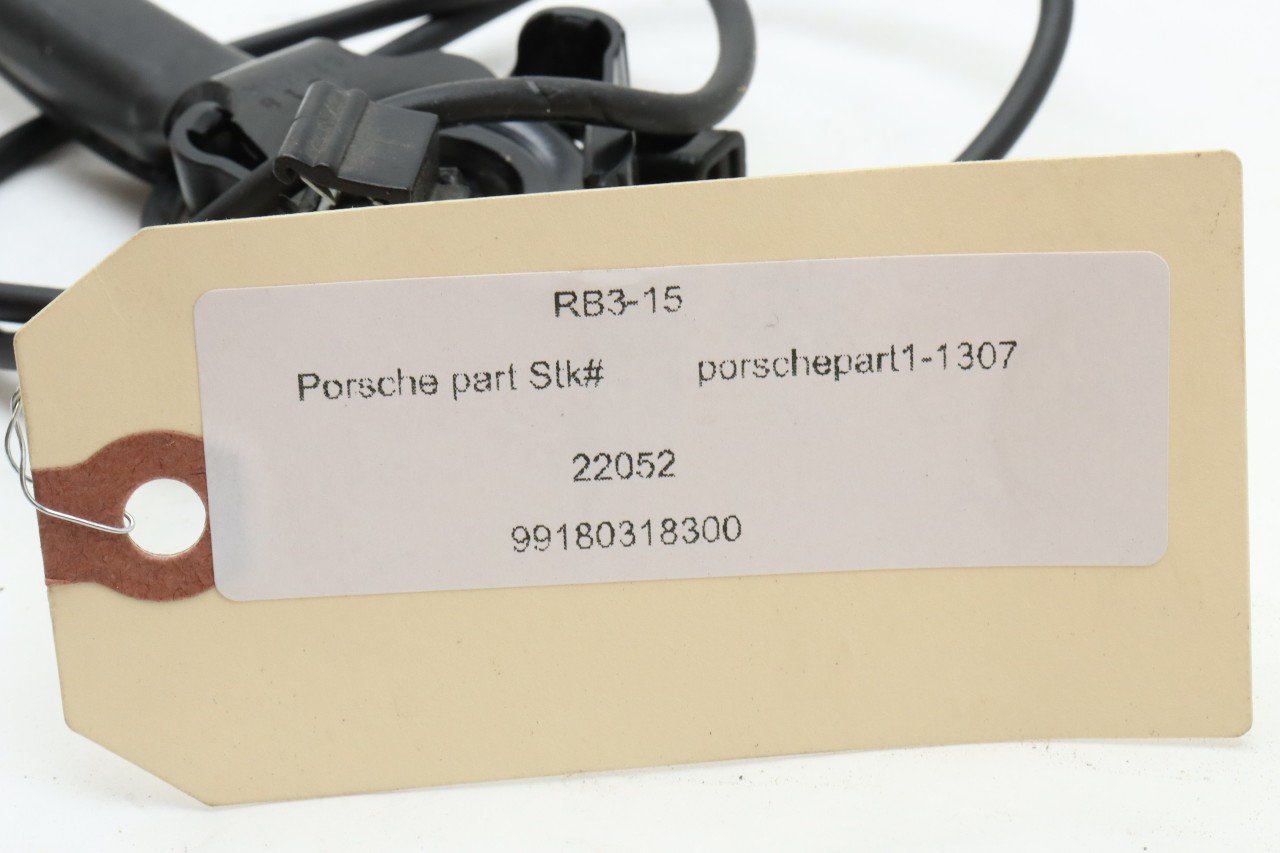 RB3-15
Porsche part Stk# porschepart1-1307
22052
99180318300